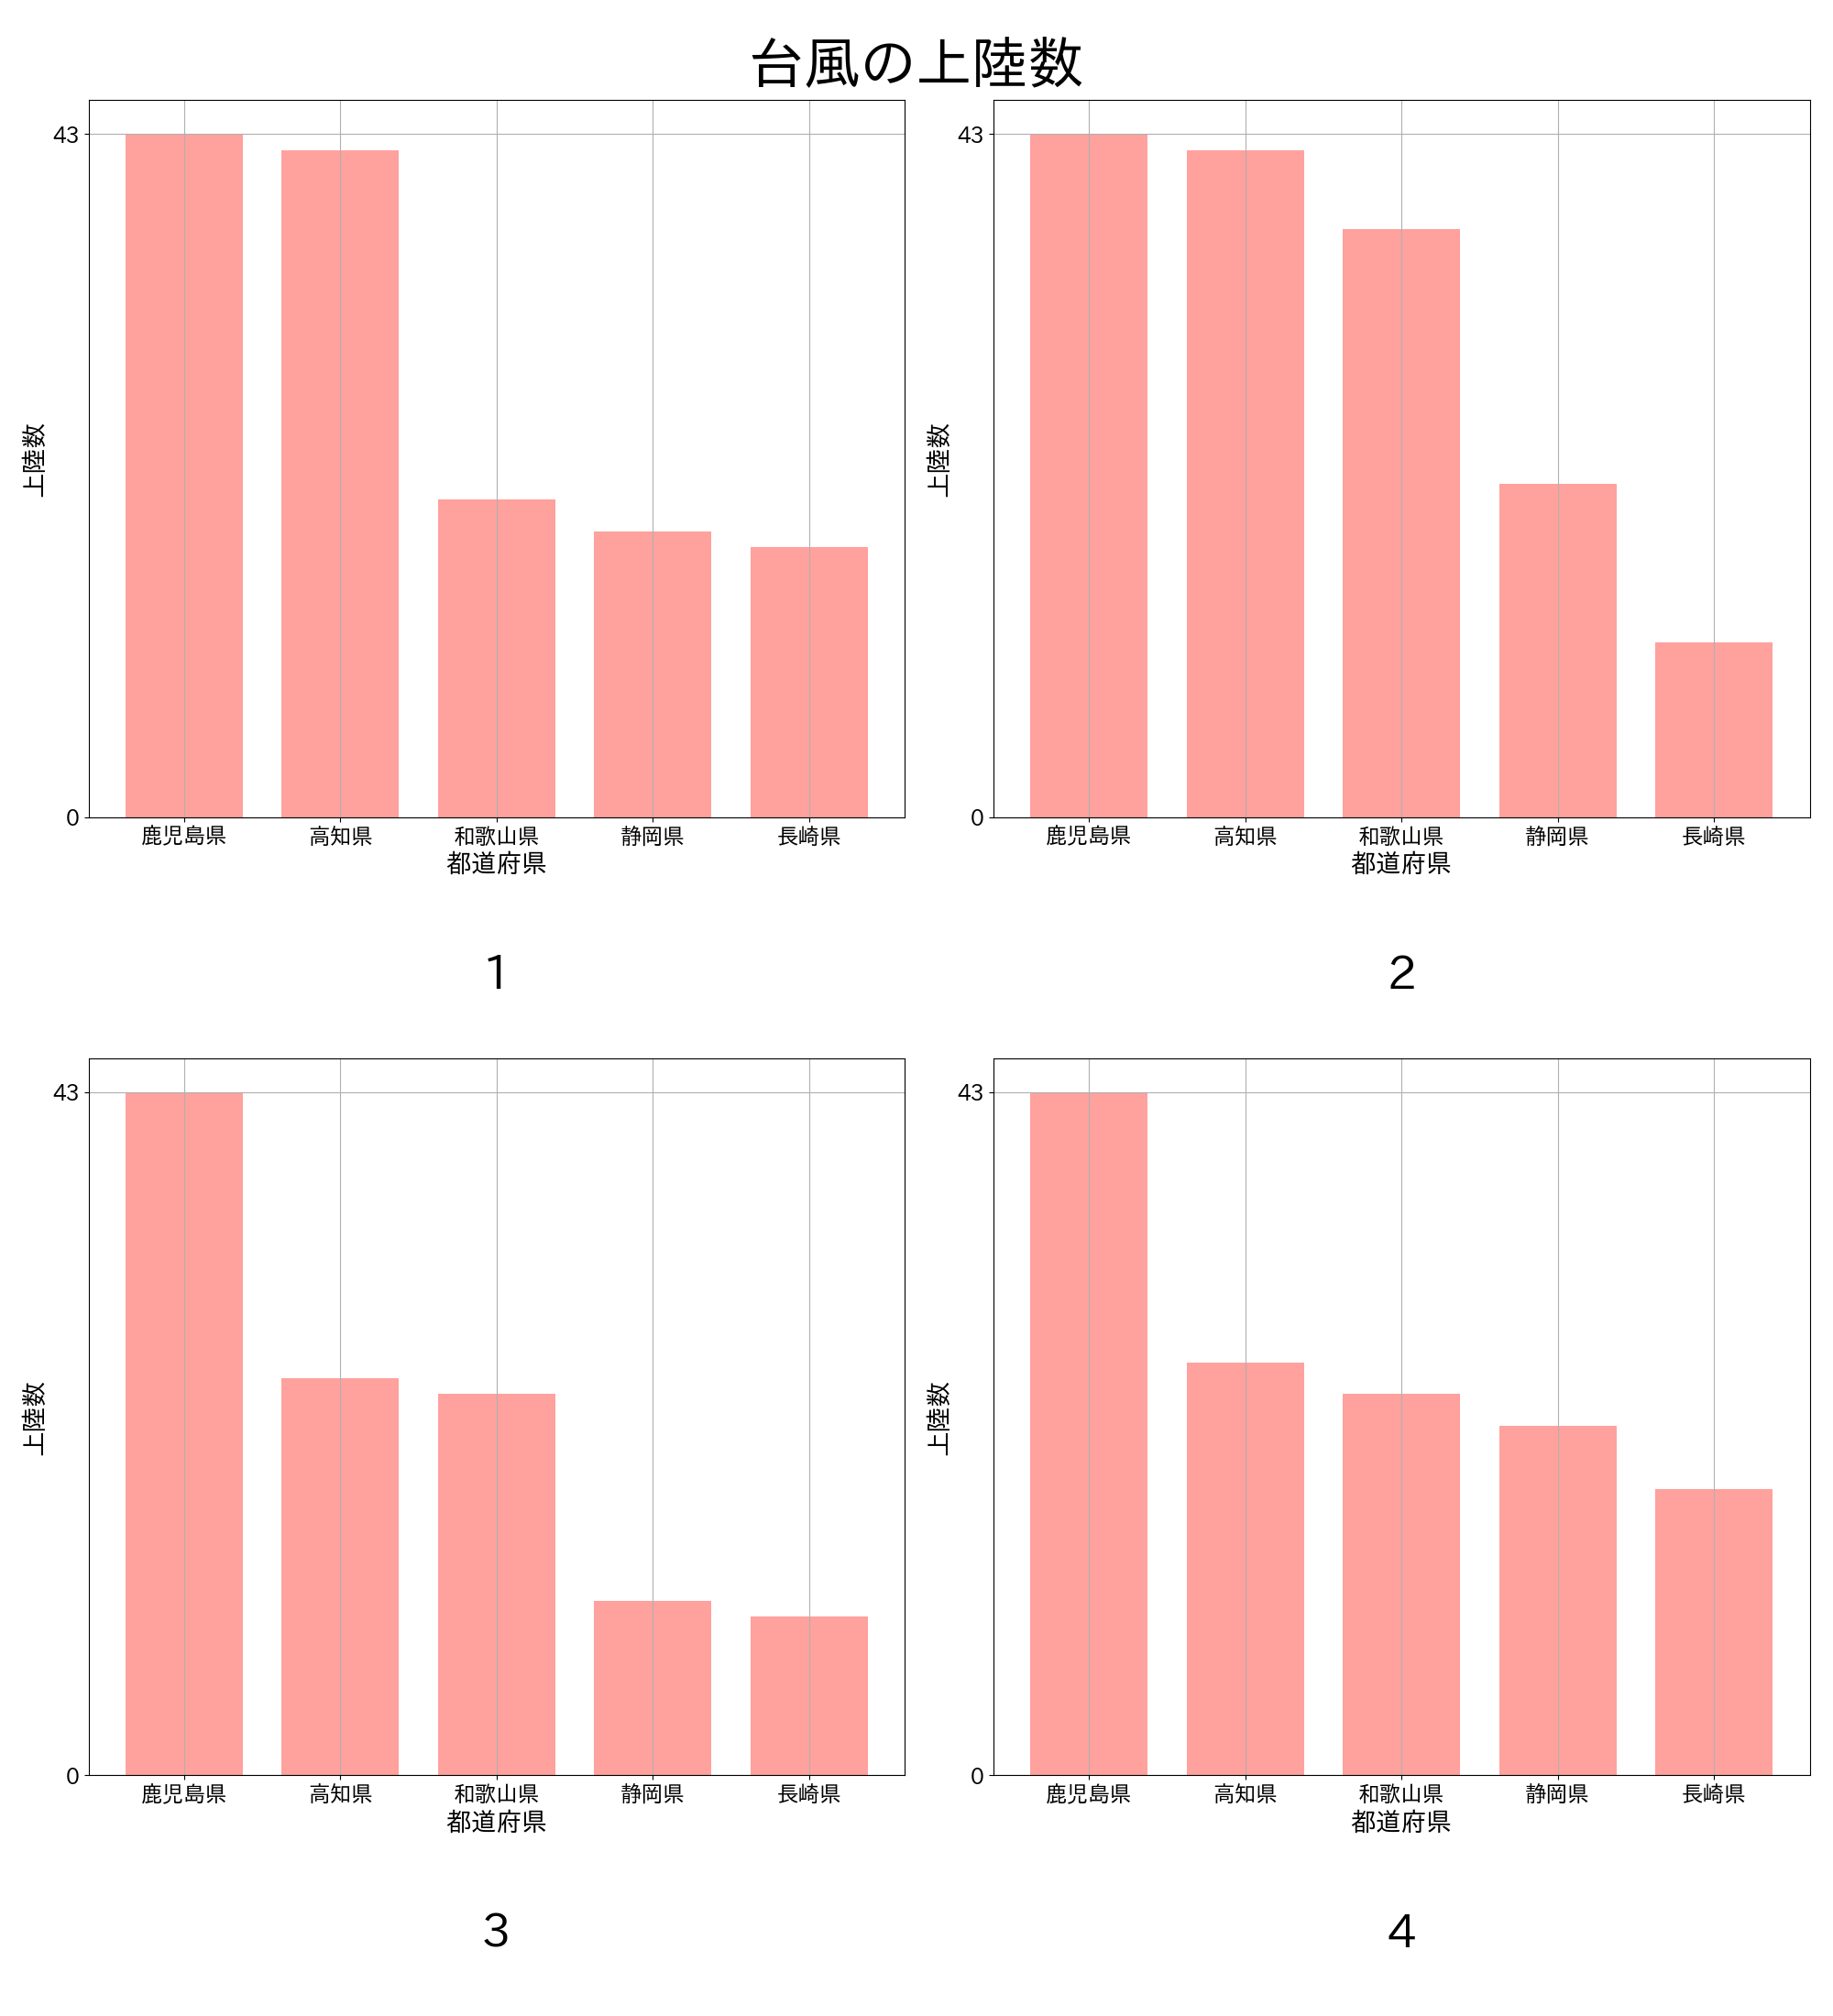 台風の上陸数
43
0
上陸数
鹿児島県 高知県 和歌山県 静岡県 長崎県
都道府県
1
43
0
上陸数
鹿児島県 高知県 和歌山県 静岡県 長崎県
都道府県
2
43
0
上陸数
鹿児島県 高知県 和歌山県 静岡県 長崎県
都道府県
3
43
0
上陸数
鹿児島県 高知県 和歌山県 静岡県 長崎県
都道府県
4